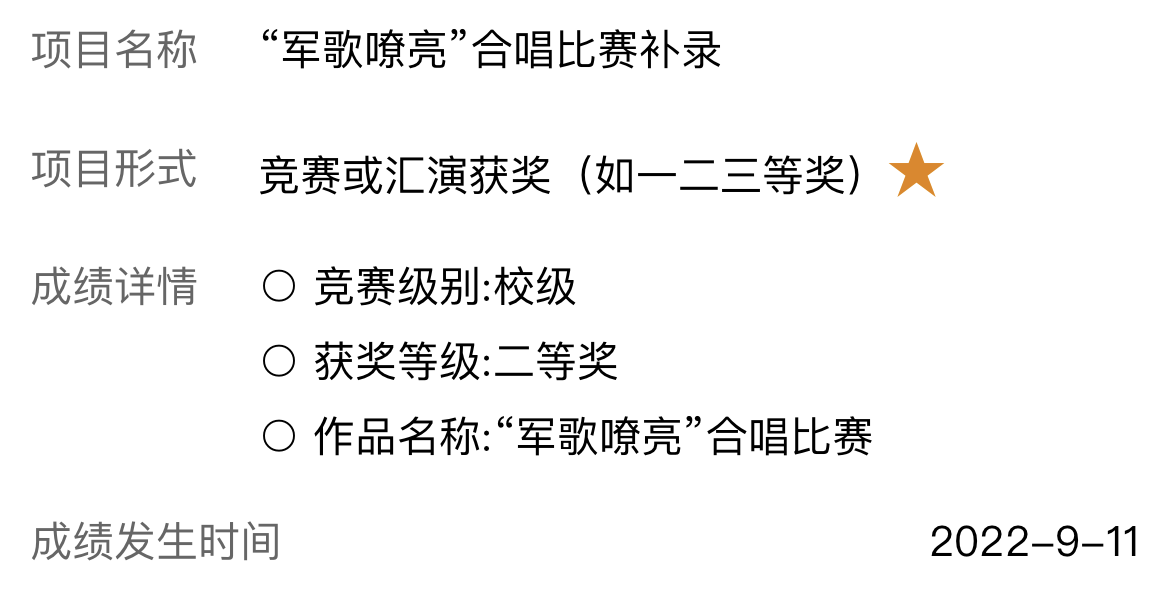 项目名称 “军歌嘹亮”合唱比赛补录
项目形式 竞赛或汇演获奖（如一二三等奖）★
成绩详情 ○ 竞赛级别:校级
○ 获奖等级:二等奖
○ 作品名称:“军歌嘹亮”合唱比赛
成绩发生时间 2022-9-11